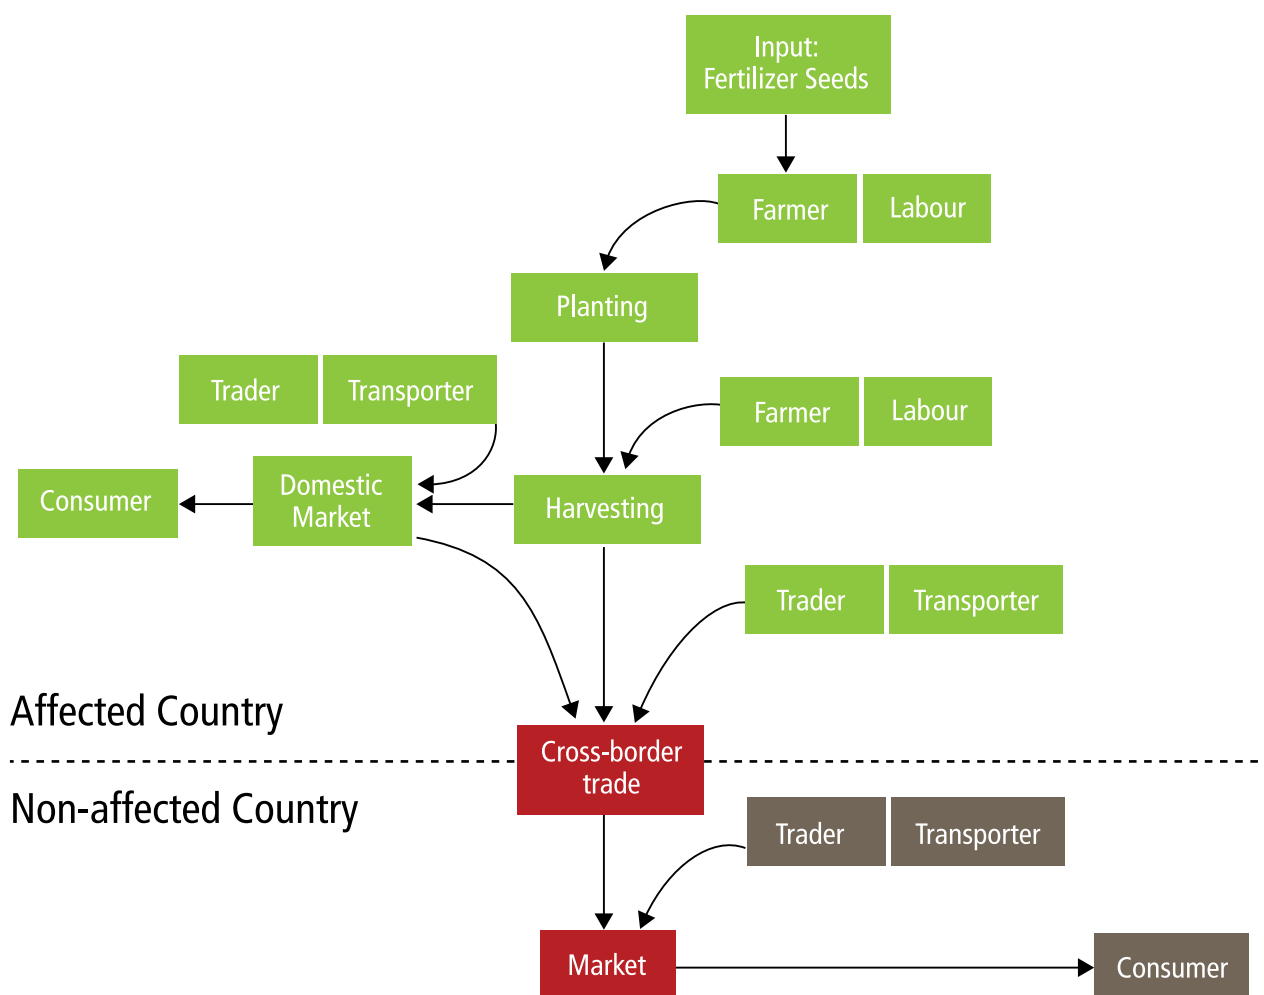 Input:
Fertilizer Seeds
Farmer
Labour
Planting
Trader
Transporter
Farmer
Labour
Consumer
Domestic
Market
Harvesting
Trader
Transporter
Affected Country
Cross-border
trade
Non-affected Country
Trader
Transporter
Market
Consumer